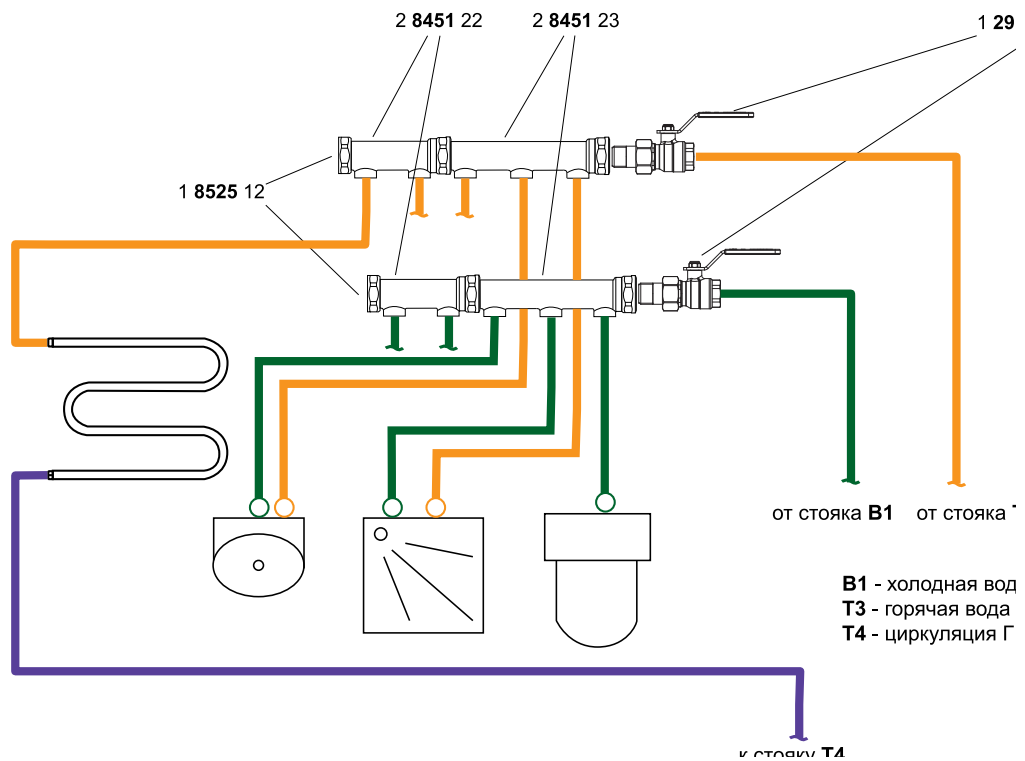 2 8451 22
2 8451 23
1 29
1 8525 12
от стояка В1
от стояка
В1 - холодная
Т3 - горячая вода
Т4 - циркуляция
к стояку Т4